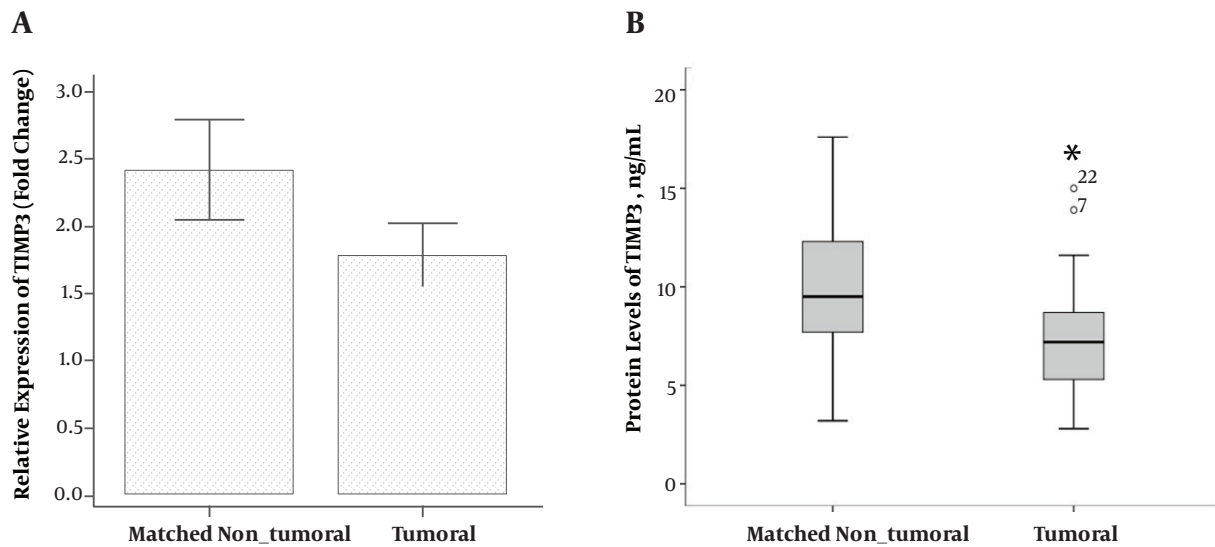 A
Relative Expression of TIMP3 (Fold Change)
3.0
2.5
2.0
1.5
1.0
0.5
0.0
Matched Non_tumoral
Tumoral
B
Protein Levels of TIMP3 , ng/mL
20
15
10
5
0
*
22
7
Matched Non_tumoral
Tumoral